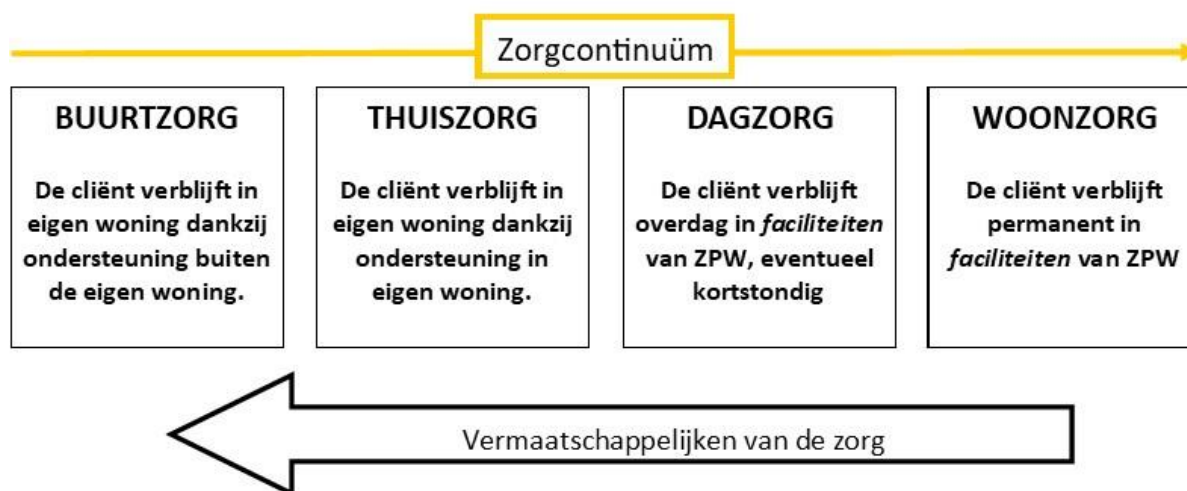 Zorgcontinuüm
BUURTZORG
De cliënt verblijft in
eigen woning dankzij
ondersteuning buiten
de eigen woning.
THUISZORG
De cliënt verblijft in
eigen woning dankzij
ondersteuning in
eigen woning.
DAGZORG
De cliënt verblijft
overdag in faciliteiten
van ZPW, eventueel
kortstondig
WOONZORG
De cliënt verblijft
permanent in
faciliteiten van ZPW
Vermaatschappelijken van de zorg